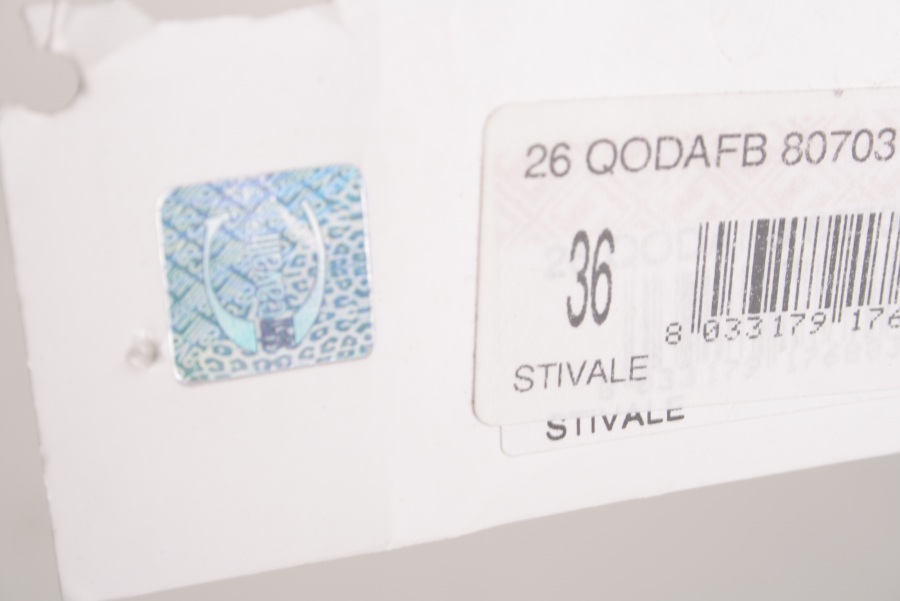 26 QODAFB 80703
36
8 033179 176
STIVALE
STIVALE